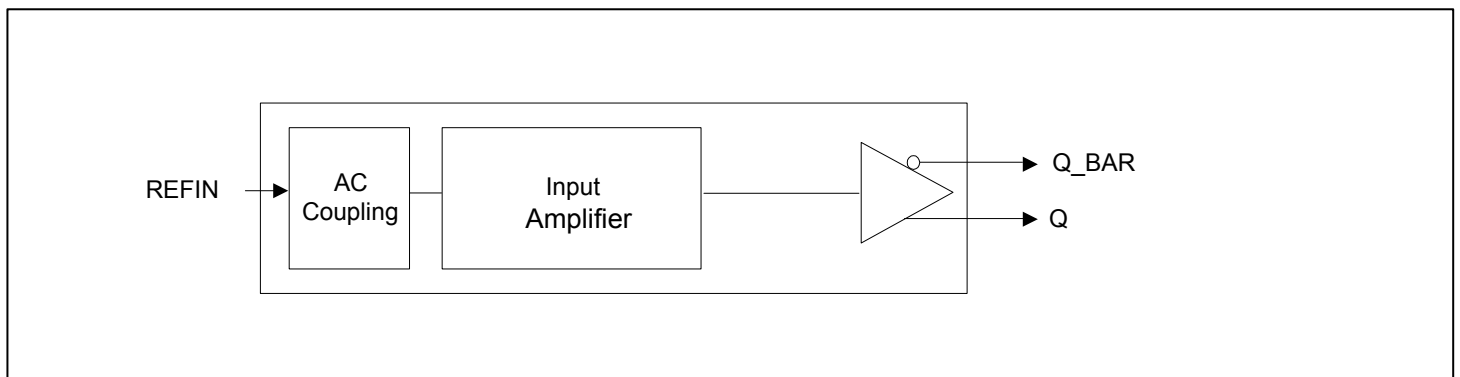 REFIN
AC
Coupling
Input
Amplifier
Q_BAR
Q